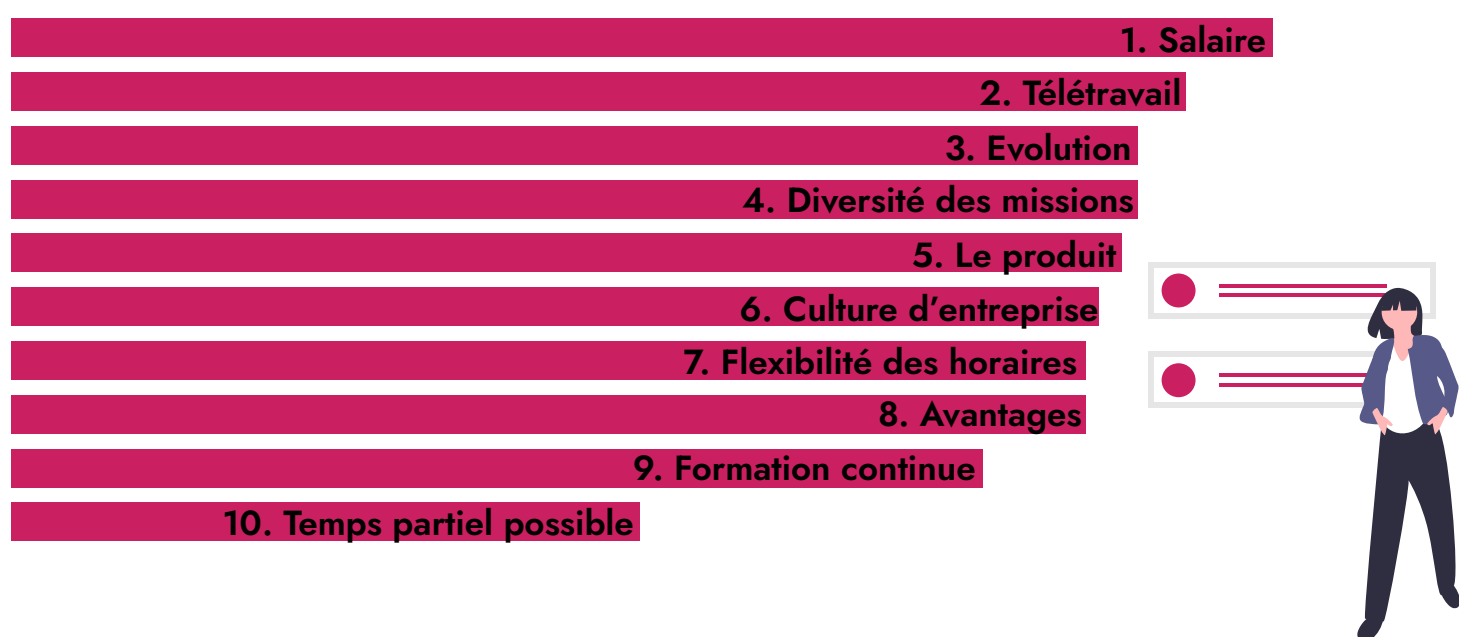 1. Salaire
2. Télétravail
3. Evolution
4. Diversité des missions
5. Le produit
6. Culture d’entreprise
7. Flexibilité des horaires
8. Avantages
9. Formation continue
10. Temps partiel possible